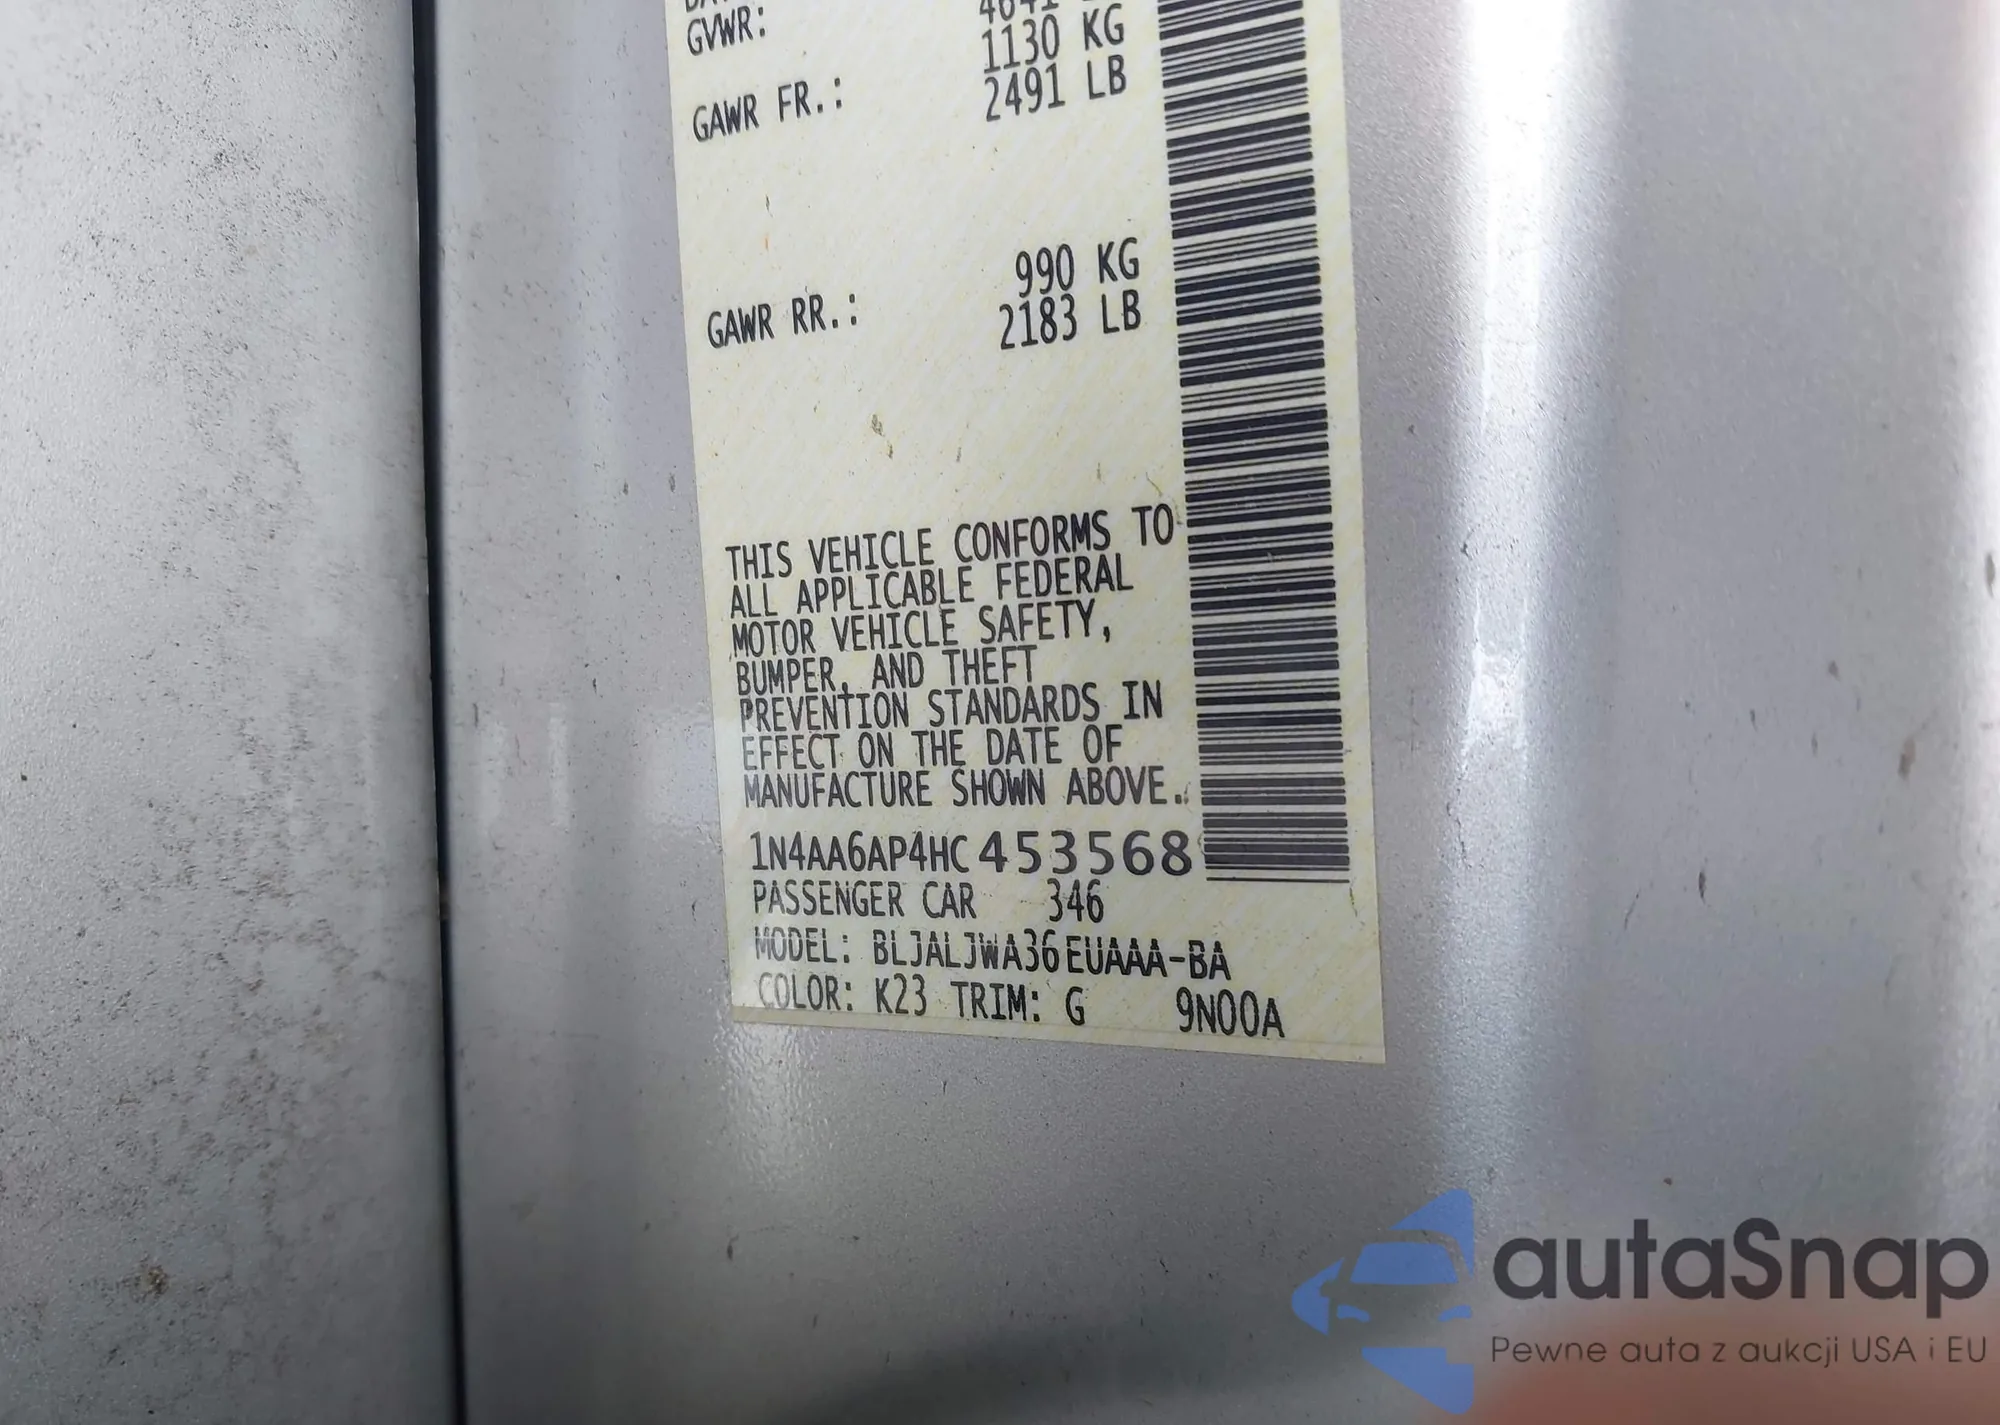 GVWR:
1130 KG
GAWR FR.: 2491 LB
990 KG
GAWR RR.: 2183 LB
THIS VEHICLE CONFORMS TO
ALL APPLICABLE FEDERAL
MOTOR VEHICLE SAFETY,
BUMPER, AND THEFT
PREVENTION STANDARDS IN
EFFECT ON THE DATE OF
MANUFACTURE SHOWN ABOVE.
1N4AA6AP4HC453568
PASSENGER CAR 346
MODEL: BLJALJWA36EUAAA-BA
COLOR: K23 TRIM: G 9N00A
autaSnap
Pewne auta z aukcji USA i EU